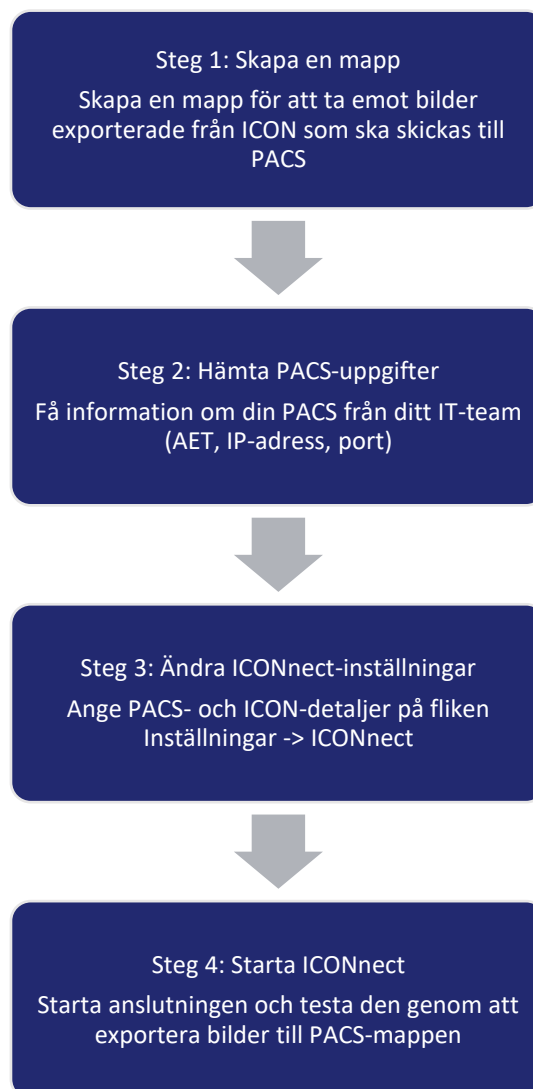 Steg 1: Skapa en mapp
Skapa en mapp för att ta emot bilder
exporterade från ICON som ska skickas till
PACS
Steg 2: Hämta PACS-uppgifter
Få information om din PACS från ditt IT-team
(AET, IP-adress, port)
Steg 3: Ändra ICONnect-inställningar
Ange PACS- och ICON-detaljer på fliken
Inställningar -> ICONnect
Steg 4: Starta ICONnect
Starta anslutningen och testa den genom att
exportera bilder till PACS-mappen